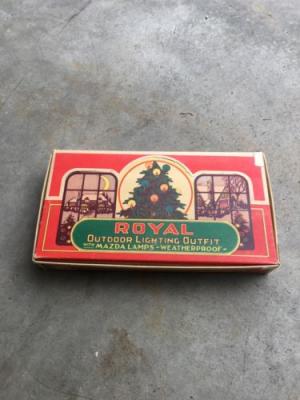 ROYAL
OUTDOOR LIGHTING OUTFIT
WITH MAZDA LAMPS - WEATHERPROOF -